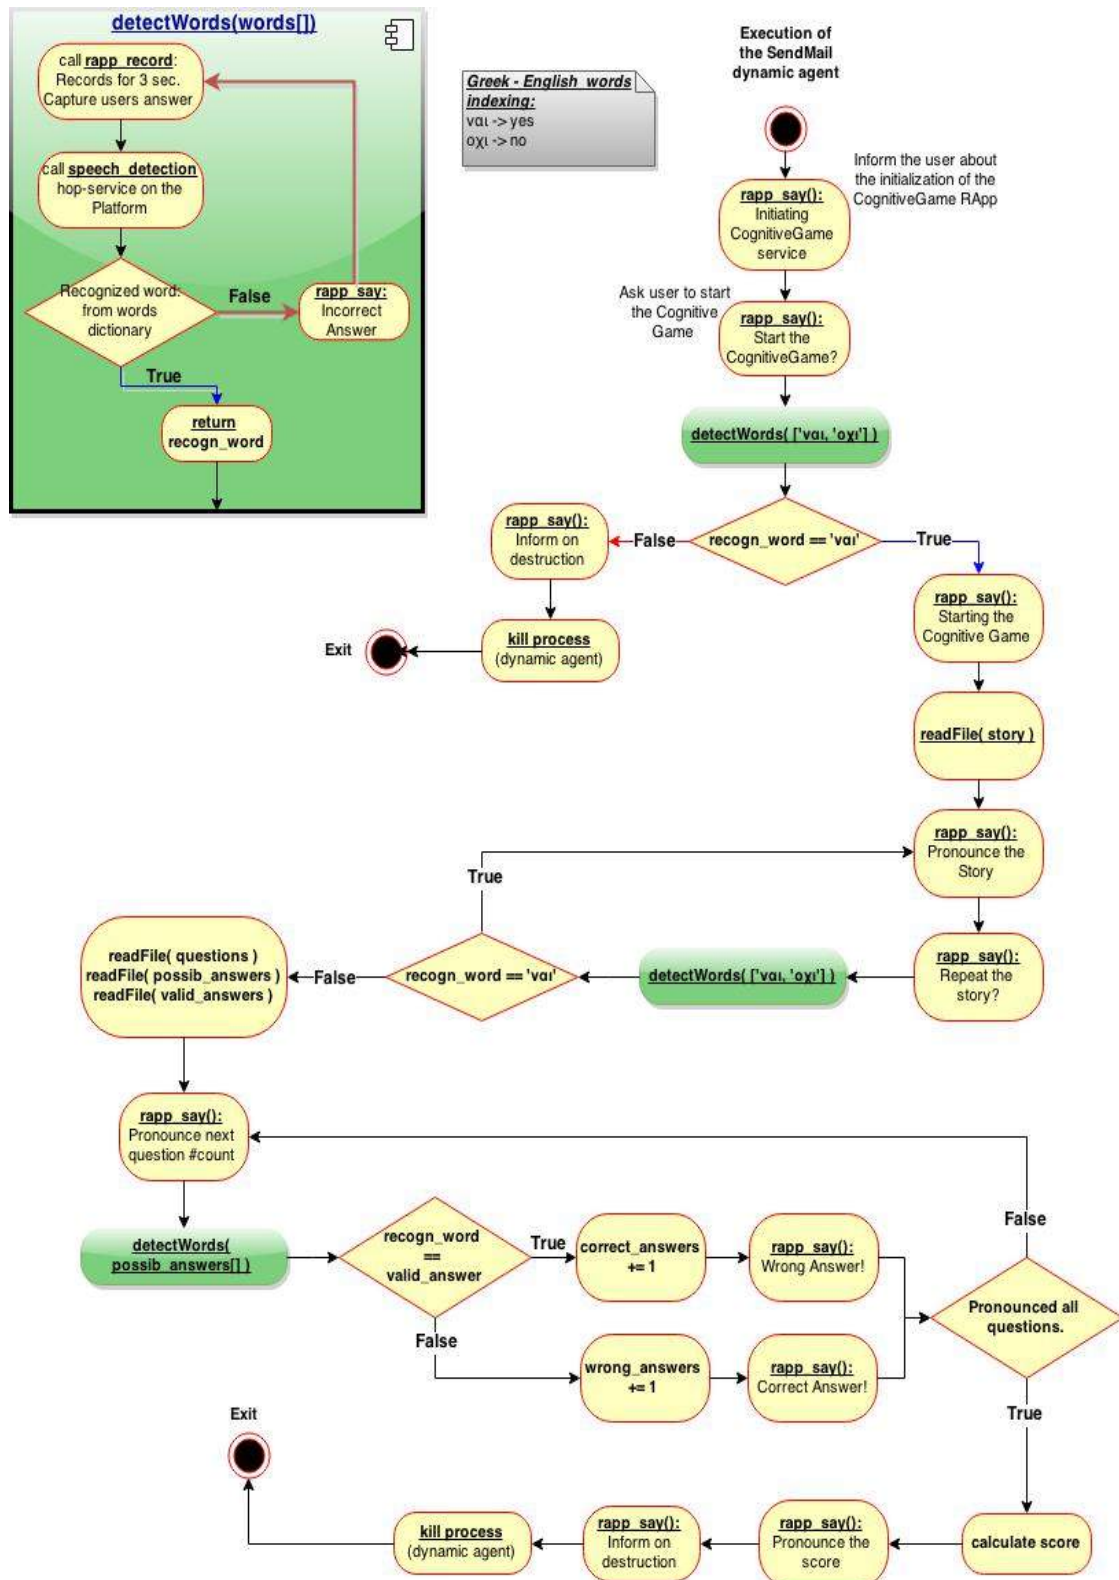 detectWords(words[])
call rapp_record:
Records for 3 sec.
Capture users answer
call speech_detection
hop-service on the
Platform
Recognized word:
from words
dictionary
False
rapp_say:
Incorrect
Answer
True
return
recogn_word
Greek - English words
indexing:
ναι -> yes
οχι -> no
Execution of
the SendMail
dynamic agent
Inform the user about
the initialization of the
CognitiveGame RApp
rapp_say():
Initiating
CognitiveGame
service
Ask user to start
the Cognitive
Game
rapp_say():
Start the
CognitiveGame?
detectWords( ['ναι, 'οχι'] )
recogn_word == 'ναι'
False
True
rapp_say():
Inform on
destruction
kill process
(dynamic agent)
Exit
rapp_say():
Starting the
Cognitive Game
readFile( story )
rapp_say():
Pronounce the
Story
rapp_say():
Repeat the
story?
detectWords( ['ναι, 'οχι'] )
recogn_word == 'ναι'
True
False
readFile( questions )
readFile( possib_answers )
readFile( valid_answers )
rapp_say():
Pronounce next
question #count
detectWords(
possib_answers[] )
recogn_word
==
valid_answer
True
correct_answers
+= 1
rapp_say():
Wrong Answer!
False
wrong_answers
+= 1
rapp_say():
Correct Answer!
Pronounced all
questions.
False
True
calculate score
rapp_say():
Pronounce the
score
rapp_say():
Inform on
destruction
kill process
(dynamic agent)
Exit